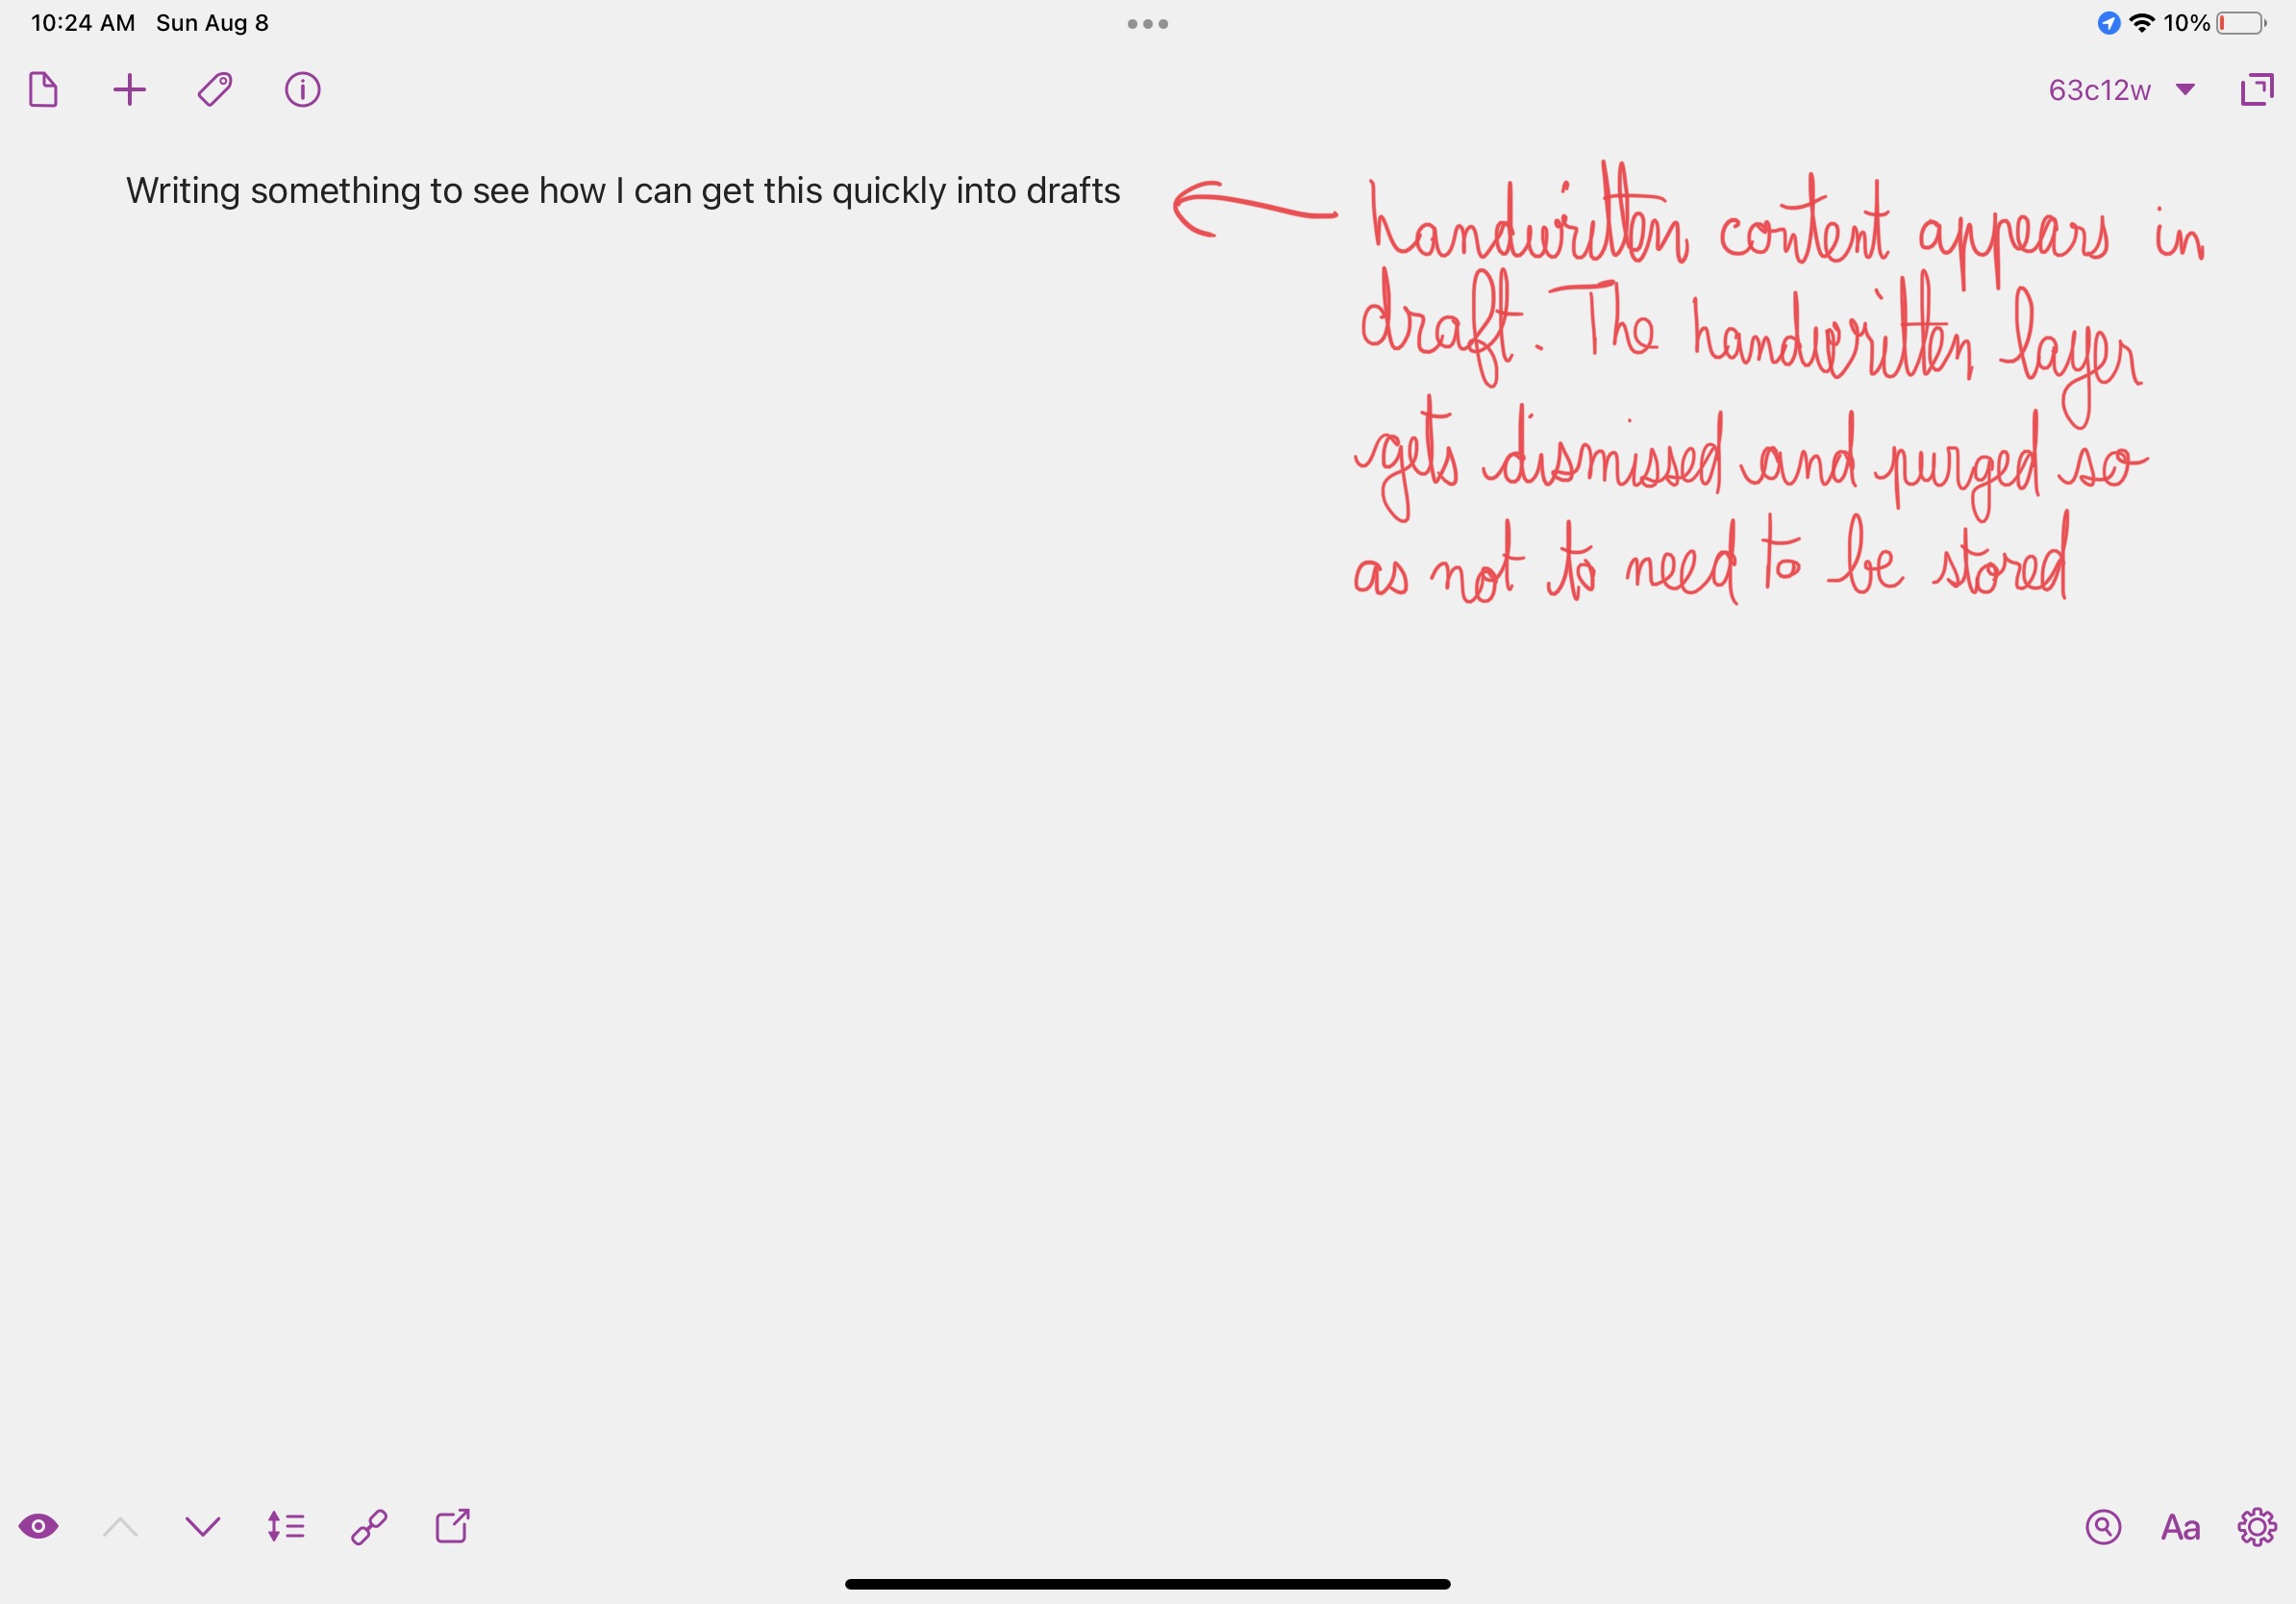 10:24 AM Sun Aug 8
10%
63c12w
Writing something to see how I can get this quickly into drafts
handwritten content appears in
draft. The handwritten layer
gets dismissed and purged so
as not to need to be stored
Aa